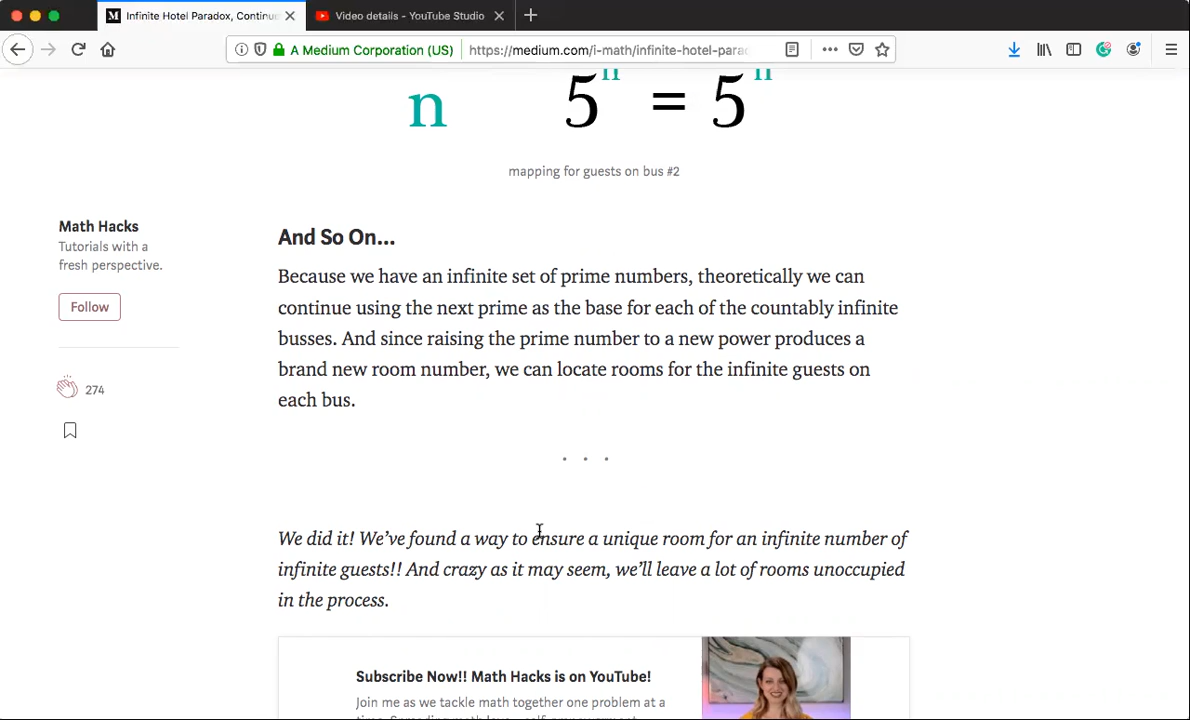 Infinite Hotel Paradox, Continu
Video details - YouTube Studio
A Medium Corporation (US)
https://medium.com/i-math/infinite-hotel-parad
n 5ⁿ = 5ⁿ
mapping for guests on bus #2
Math Hacks
Tutorials with a
fresh perspective.
Follow
274
And So On...
Because we have an infinite set of prime numbers, theoretically we can
continue using the next prime as the base for each of the countably infinite
busses. And since raising the prime number to a new power produces a
brand new room number, we can locate rooms for the infinite guests on
each bus.
. . .
We did it! We've found a way to ensure a unique room for an infinite number of
infinite guests!! And crazy as it may seem, we'll leave a lot of rooms unoccupied
in the process.
Subscribe Now!! Math Hacks is on YouTube!
Join me as we tackle math together one problem at a